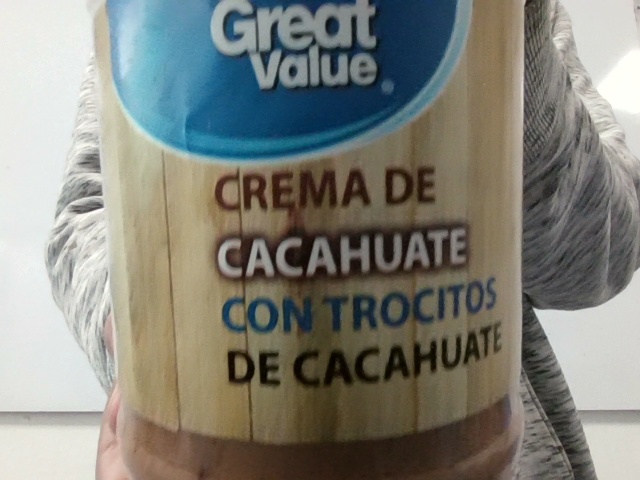 Great
Value
CREMA DE
CACAHUATE
CON TROCITOS
DE CACAHUATE